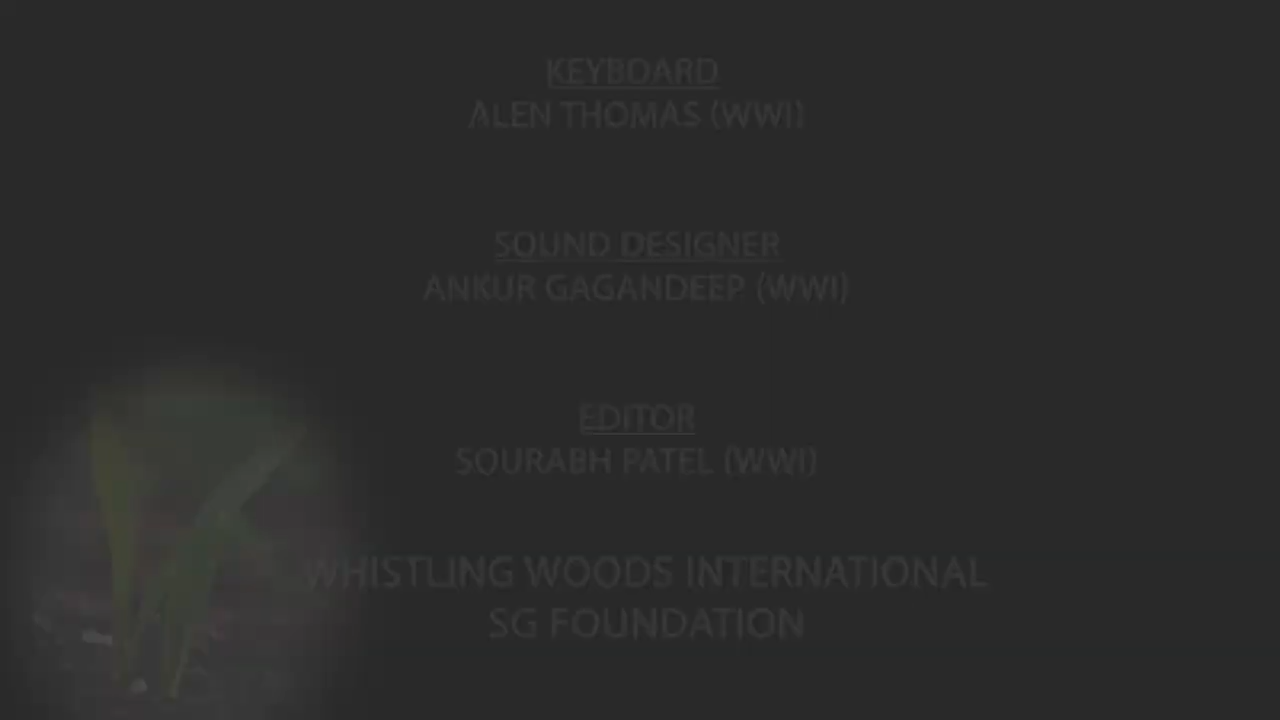 KEYBOARD
ALEN THOMAS (WWI)
SOUND DESIGNER
ANKUR GAGANDEEP (WWI)
EDITOR
SOURABH PATEL (WWI)
WHISTLING WOODS INTERNATIONAL
SG FOUNDATION